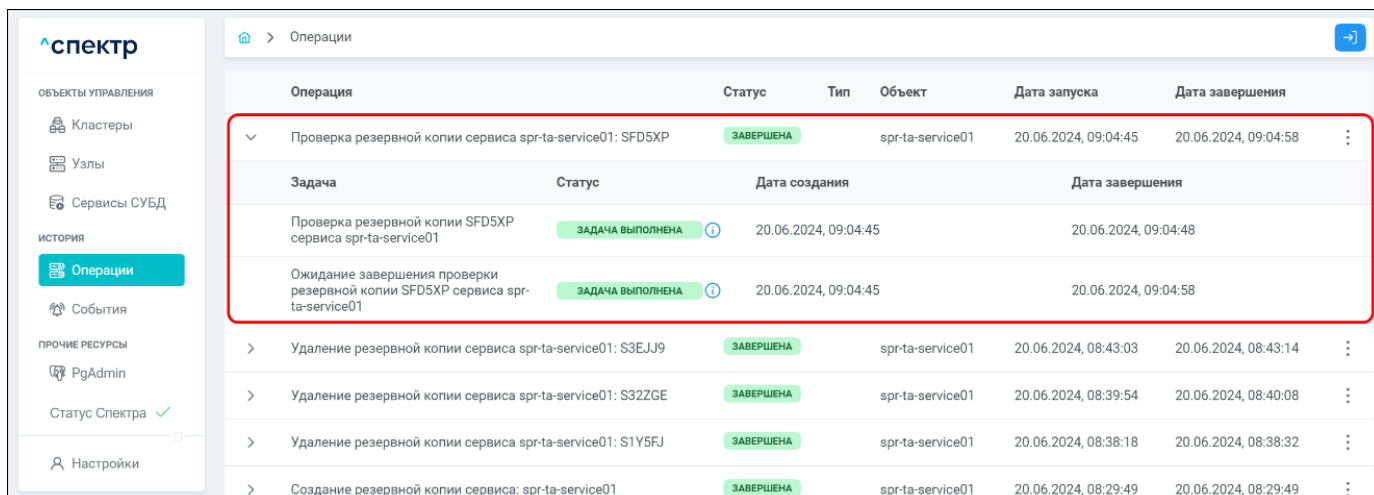 ^спектр
ОБЪЕКТЫ УПРАВЛЕНИЯ
Кластеры
Узлы
Сервисы СУБД
ИСТОРИЯ
Операции
События
ПРОЧИЕ РЕСУРСЫ
PgAdmin
Статус Спектра
Настройки
> Операции
Операция Статус Тип Объект Дата запуска Дата завершения
Проверка резервной копии сервиса spr-ta-service01: SFD5XP ЗАВЕРШЕНА spr-ta-service01 20.06.2024, 09:04:45 20.06.2024, 09:04:58
Задача Статус Дата создания Дата завершения
Проверка резервной копии SFD5XP
сервиса spr-ta-service01
ЗАДАЧА ВЫПОЛНЕНА 20.06.2024, 09:04:45 20.06.2024, 09:04:48
Ожидание завершения проверки
резервной копии SFD5XP сервиса spr-
ta-service01
ЗАДАЧА ВЫПОЛНЕНА 20.06.2024, 09:04:45 20.06.2024, 09:04:58
Удаление резервной копии сервиса spr-ta-service01: S3EJJ9 ЗАВЕРШЕНА spr-ta-service01 20.06.2024, 08:43:03 20.06.2024, 08:43:14
Удаление резервной копии сервиса spr-ta-service01: S32ZGE ЗАВЕРШЕНА spr-ta-service01 20.06.2024, 08:39:54 20.06.2024, 08:40:08
Удаление резервной копии сервиса spr-ta-service01: S1Y5FJ ЗАВЕРШЕНА spr-ta-service01 20.06.2024, 08:38:18 20.06.2024, 08:38:32
Создание резервной копии сервиса: spr-ta-service01 ЗАВЕРШЕНА spr-ta-service01 20.06.2024, 08:29:49 20.06.2024, 08:29:49